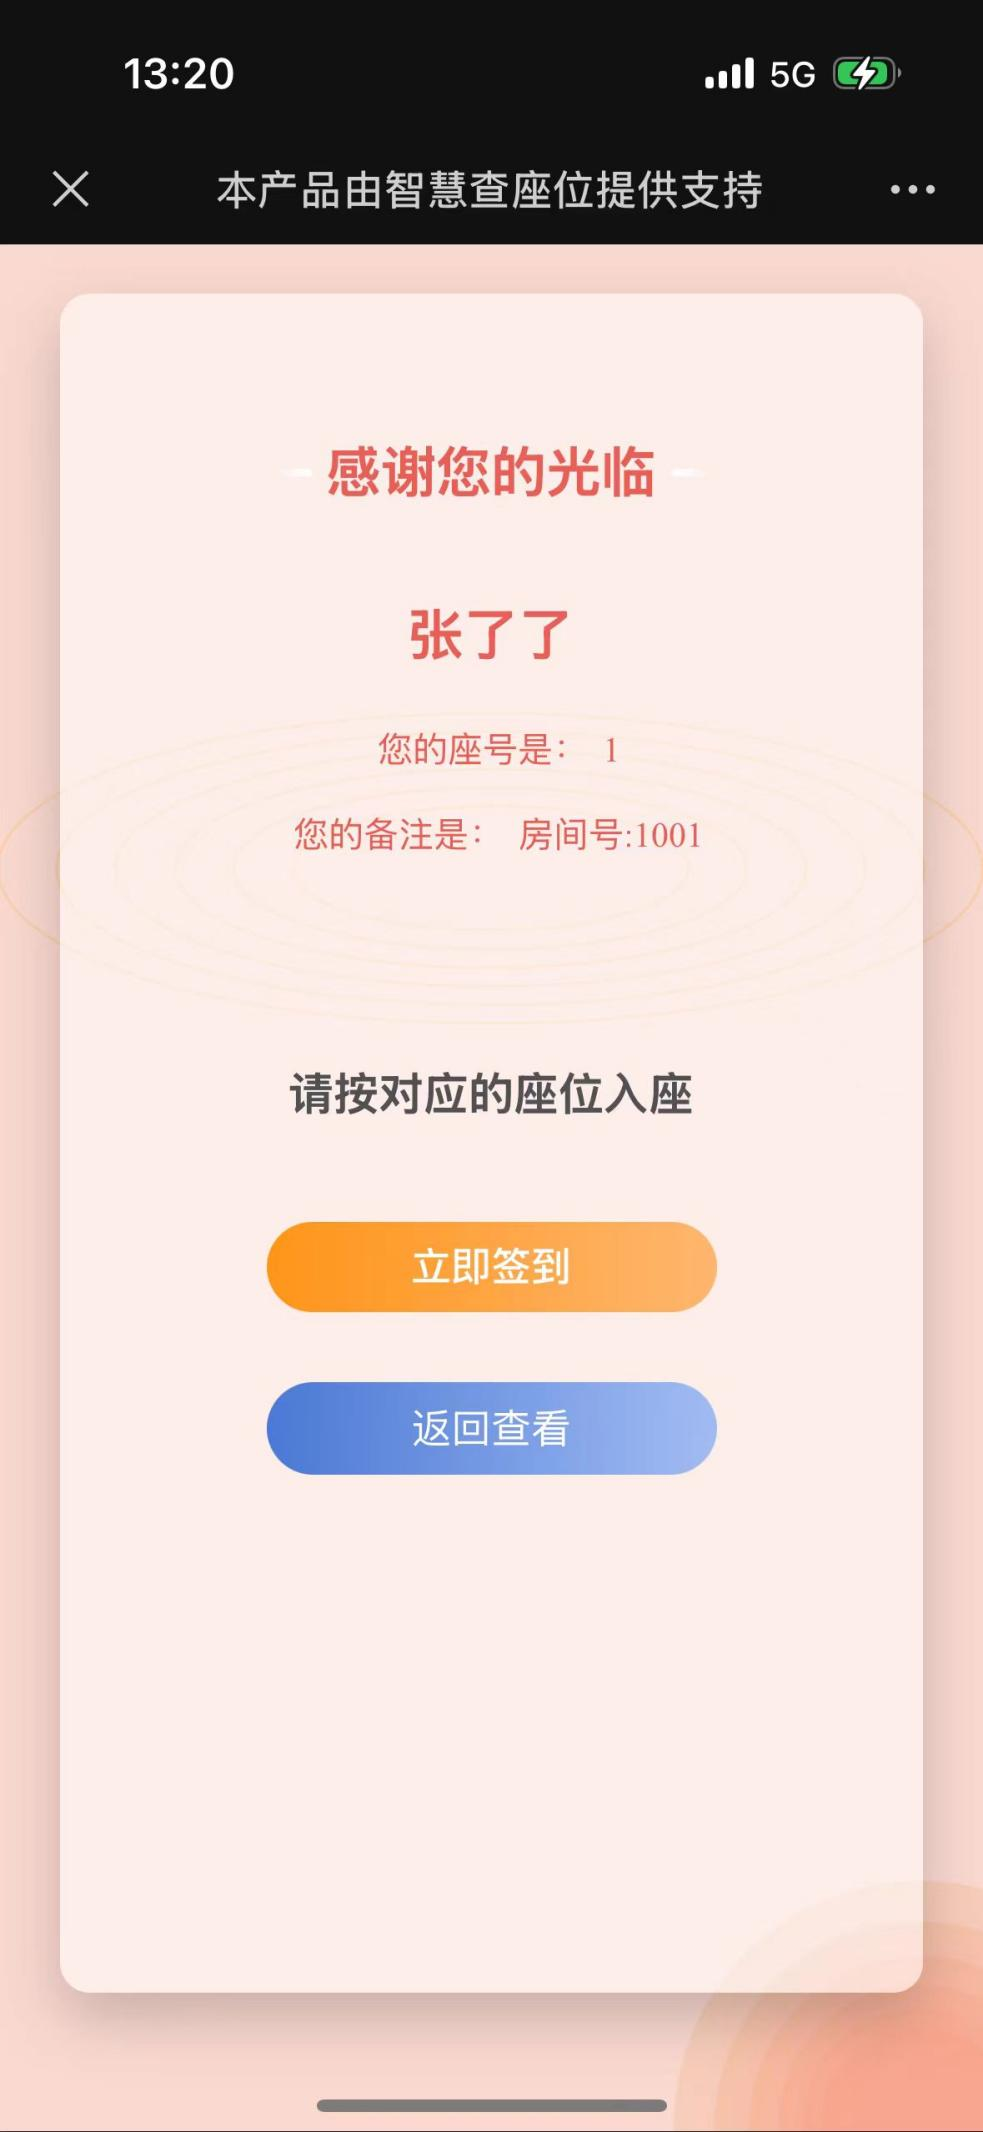 13:20 5G
本产品由智慧查座位提供支持
感谢您的光临
张了了
您的座号是： 1
您的备注是： 房间号:1001
请按对应的座位入座
立即签到
返回查看